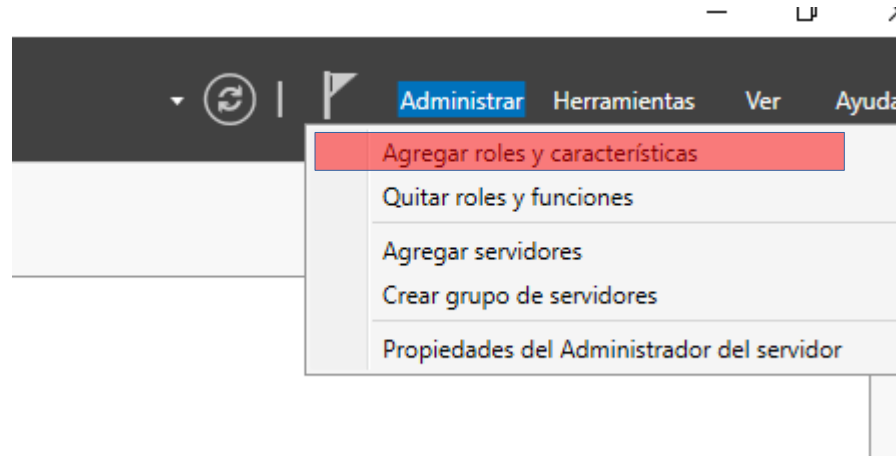 Administrar Herramientas Ver Ayuda
Agregar roles y características
Quitar roles y funciones
Agregar servidores
Crear grupo de servidores
Propiedades del Administrador del servidor